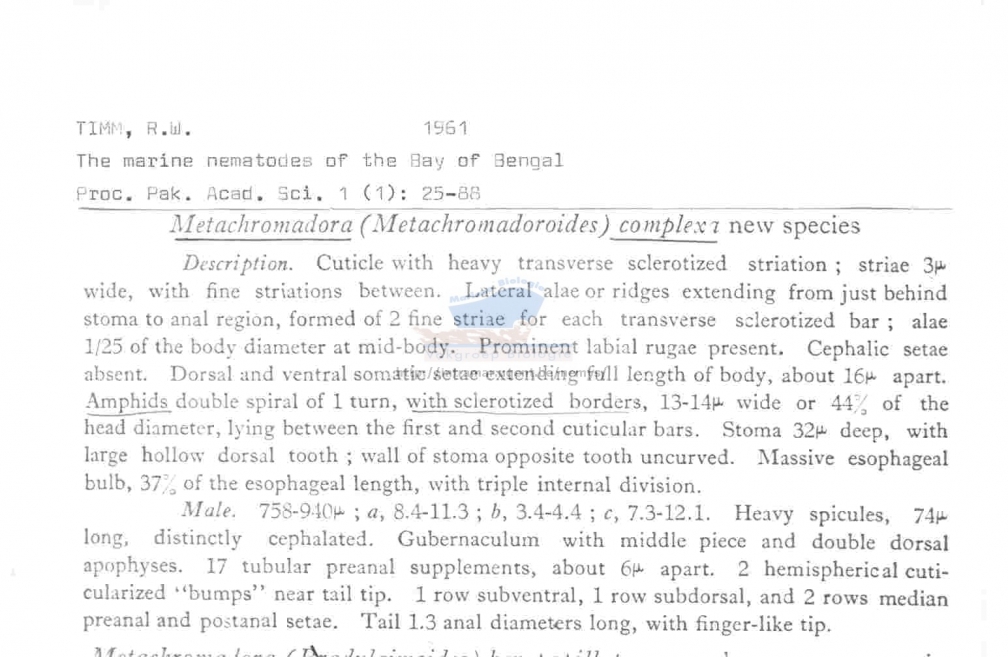 TIMM, R.W. 1961
The marine nematodes of the Bay of Bengal
Proc. Pak. Acad. Sci. 1 (1): 25-88
Metachromadora (Metachromadoroides) complexa new species
Description. Cuticle with heavy transverse sclerotized striation ; striae 3µ
wide, with fine striations between. Lateral alae or ridges extending from just behind
stoma to anal region, formed of 2 fine striae for each transverse sclerotized bar ; alae
1/25 of the body diameter at mid-body. Prominent labial rugae present. Cephalic setae
absent. Dorsal and ventral somatic setae extending full length of body, about 16µ apart.
Amphids double spiral of 1 turn, with sclerotized borders, 13-14µ wide or 44% of the
head diameter, lying between the first and second cuticular bars. Stoma 32µ deep, with
large hollow dorsal tooth ; wall of stoma opposite tooth uncurved. Massive esophageal
bulb, 37% of the esophageal length, with triple internal division.
Male. 758-940µ ; a, 8.4-11.3 ; b, 3.4-4.4 ; c, 7.3-12.1. Heavy spicules, 74µ
long, distinctly cephalated. Gubernaculum with middle piece and double dorsal
apophyses. 17 tubular preanal supplements, about 6µ apart. 2 hemispherical cuti-
cularized "bumps" near tail tip. 1 row subventral, 1 row subdorsal, and 2 rows median
preanal and postanal setae. Tail 1.3 anal diameters long, with finger-like tip.